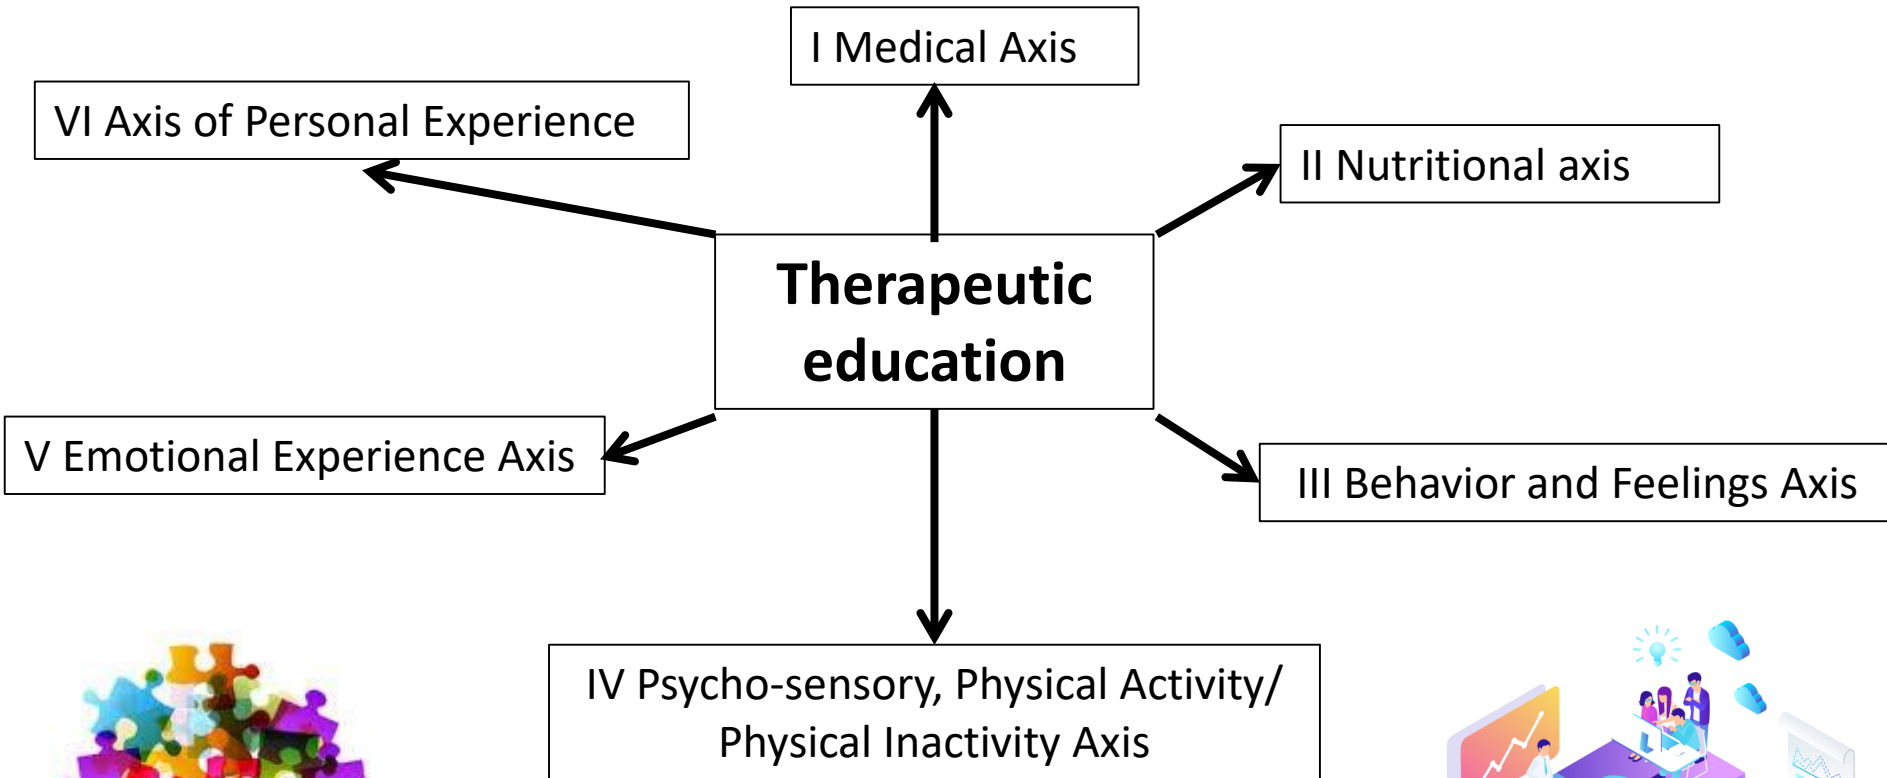 I Medical Axis
VI Axis of Personal Experience
II Nutritional axis
Therapeutic
education
V Emotional Experience Axis
III Behavior and Feelings Axis
IV Psycho-sensory, Physical Activity/
Physical Inactivity Axis